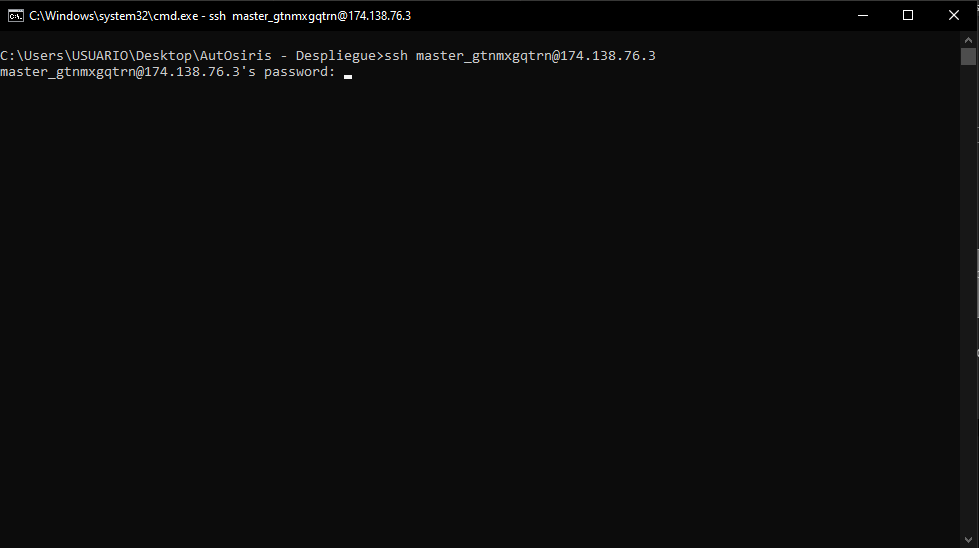 C:\Windows\system32\cmd.exe - ssh  master_gtnmxgqtrn@174.138.76.3
C:\Users\USUARIO\Desktop\AutOsiris - Despliegue>ssh master_gtnmxgqtrn@174.138.76.3
master_gtnmxgqtrn@174.138.76.3's password: